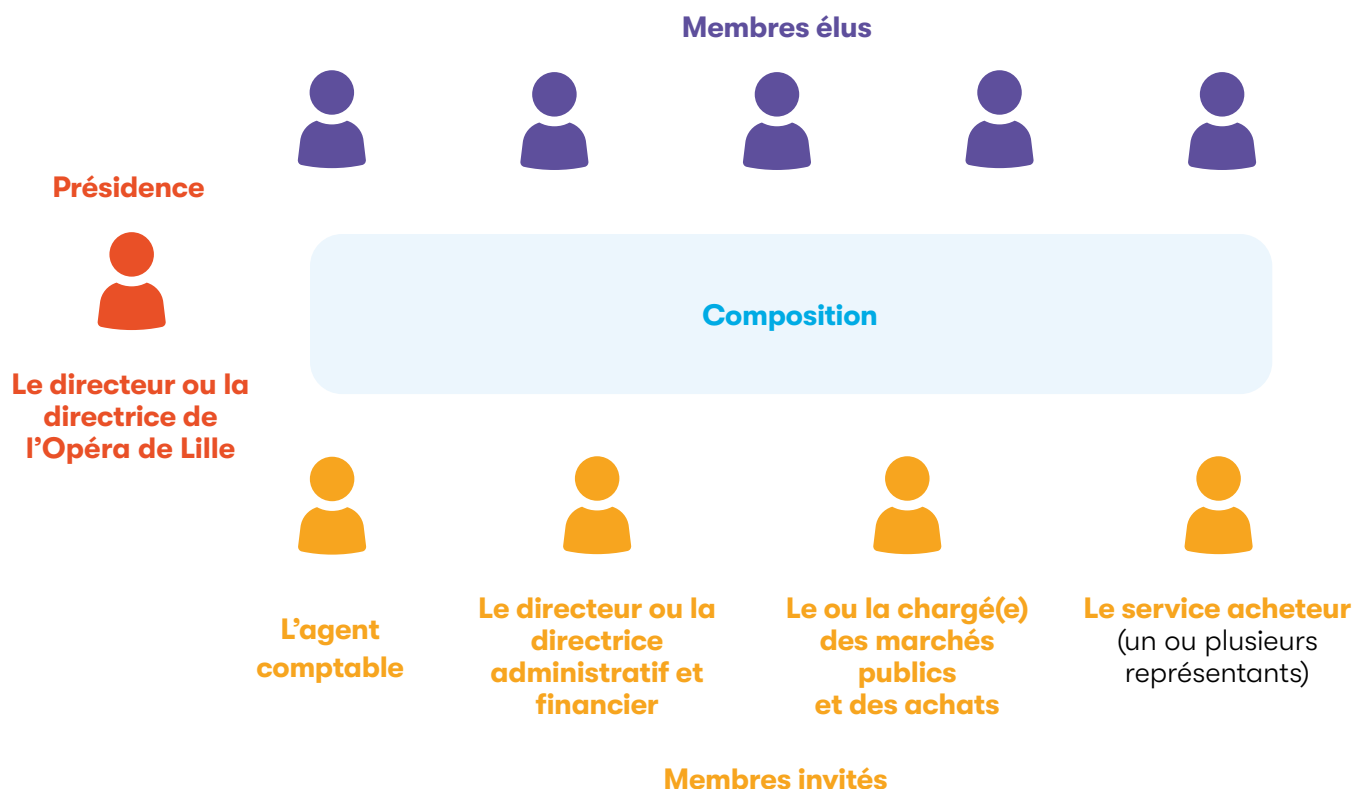 Membres élus
Présidence
Le directeur ou la
directrice de
l’Opéra de Lille
Composition
L’agent
comptable
Le directeur ou la
directrice
administratif et
financier
Le ou la chargé(e)
des marchés
publics
et des achats
Le service acheteur
(un ou plusieurs
représentants)
Membres invités